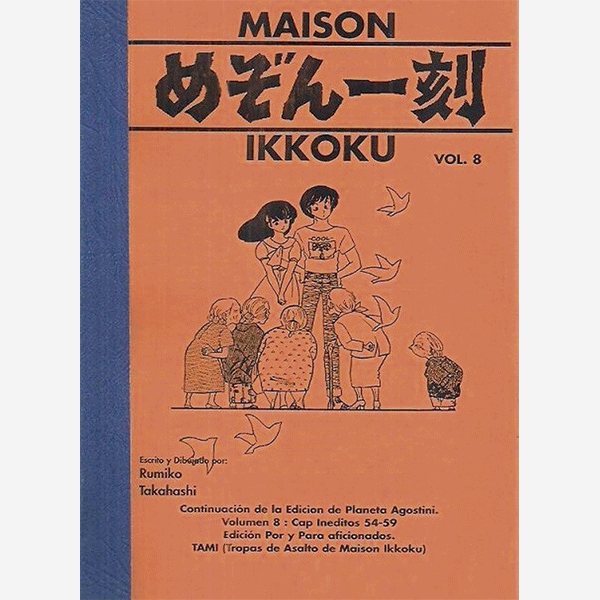 MAISON
めぞん一刻
IKKOKU
VOL. 8
COOL
Escrito y Dibujado por:
Rumiko
Takahashi
Continuación de la Edicion de Planeta Agostini.
Volumen 8 : Cap Ineditos 54-59
Edición Por y Para aficionados.
TAMI (Tropas de Asalto de Maison Ikkoku)